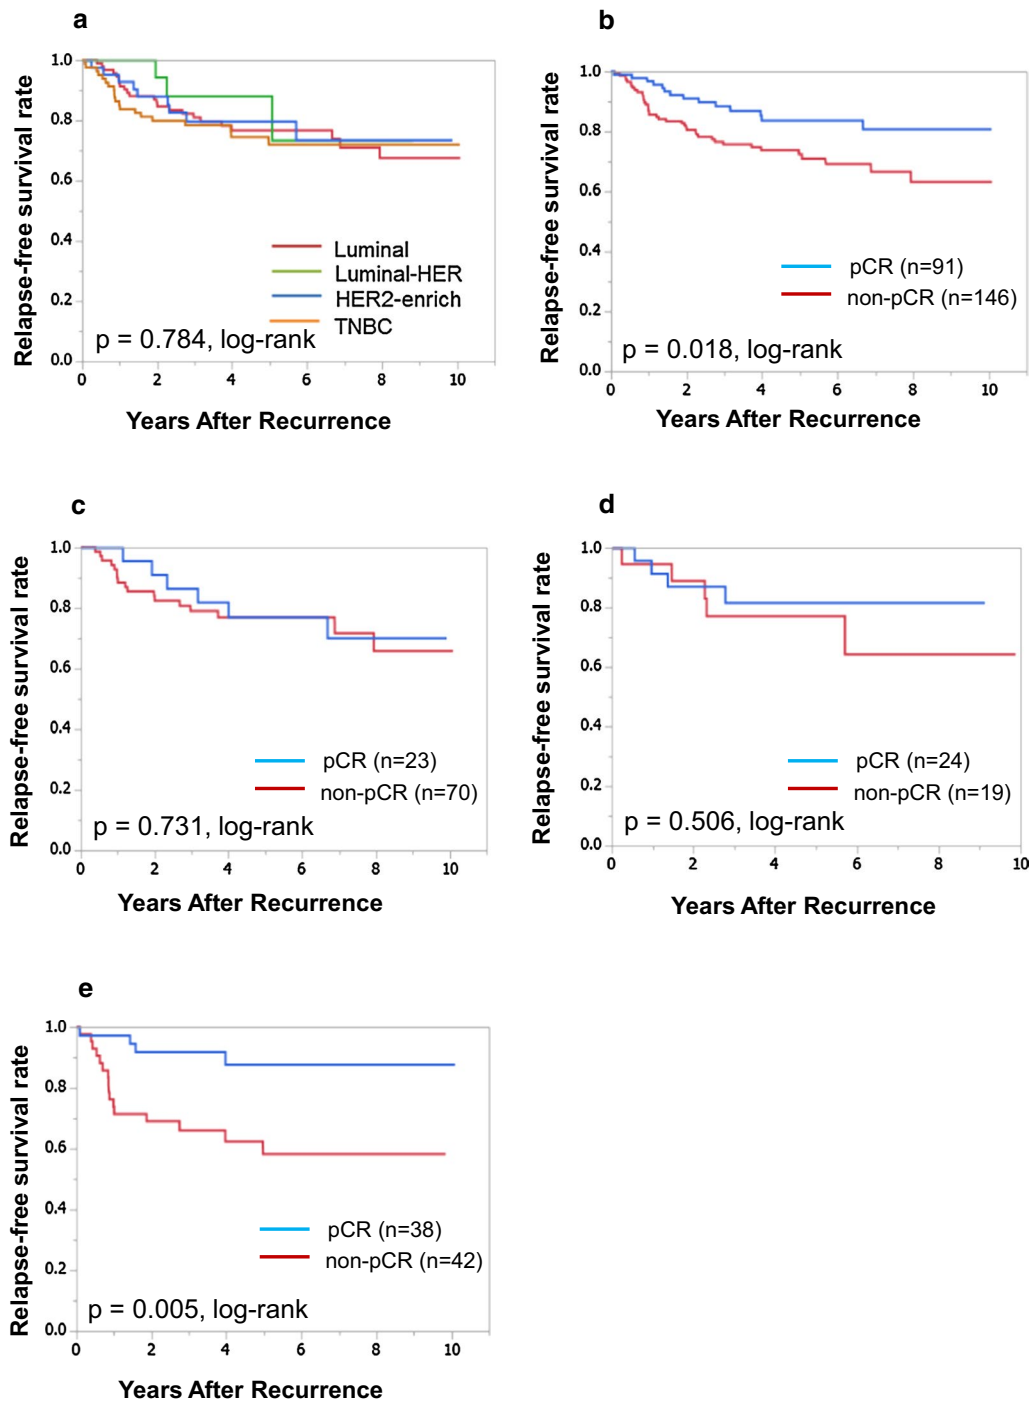 a
Relapse-free survival rate
1.0
0.8
0.6
0.4
0.2
0.0
Luminal
Luminal-HER
HER2-enrich
TNBC
p = 0.784, log-rank
0 2 4 6 8 10
Years After Recurrence
b
Relapse-free survival rate
1.0
0.8
0.6
0.4
0.2
0.0
pCR (n=91)
non-pCR (n=146)
p = 0.018, log-rank
0 2 4 6 8 10
Years After Recurrence
c
Relapse-free survival rate
1.0
0.8
0.6
0.4
0.2
0.0
pCR (n=23)
non-pCR (n=70)
p = 0.731, log-rank
0 2 4 6 8 10
Years After Recurrence
d
Relapse-free survival rate
1.0
0.8
0.6
0.4
0.2
0.0
pCR (n=24)
non-pCR (n=19)
p = 0.506, log-rank
0 2 4 6 8 10
Years After Recurrence
e
Relapse-free survival rate
1.0
0.8
0.6
0.4
0.2
0.0
pCR (n=38)
non-pCR (n=42)
p = 0.005, log-rank
0 2 4 6 8 10
Years After Recurrence